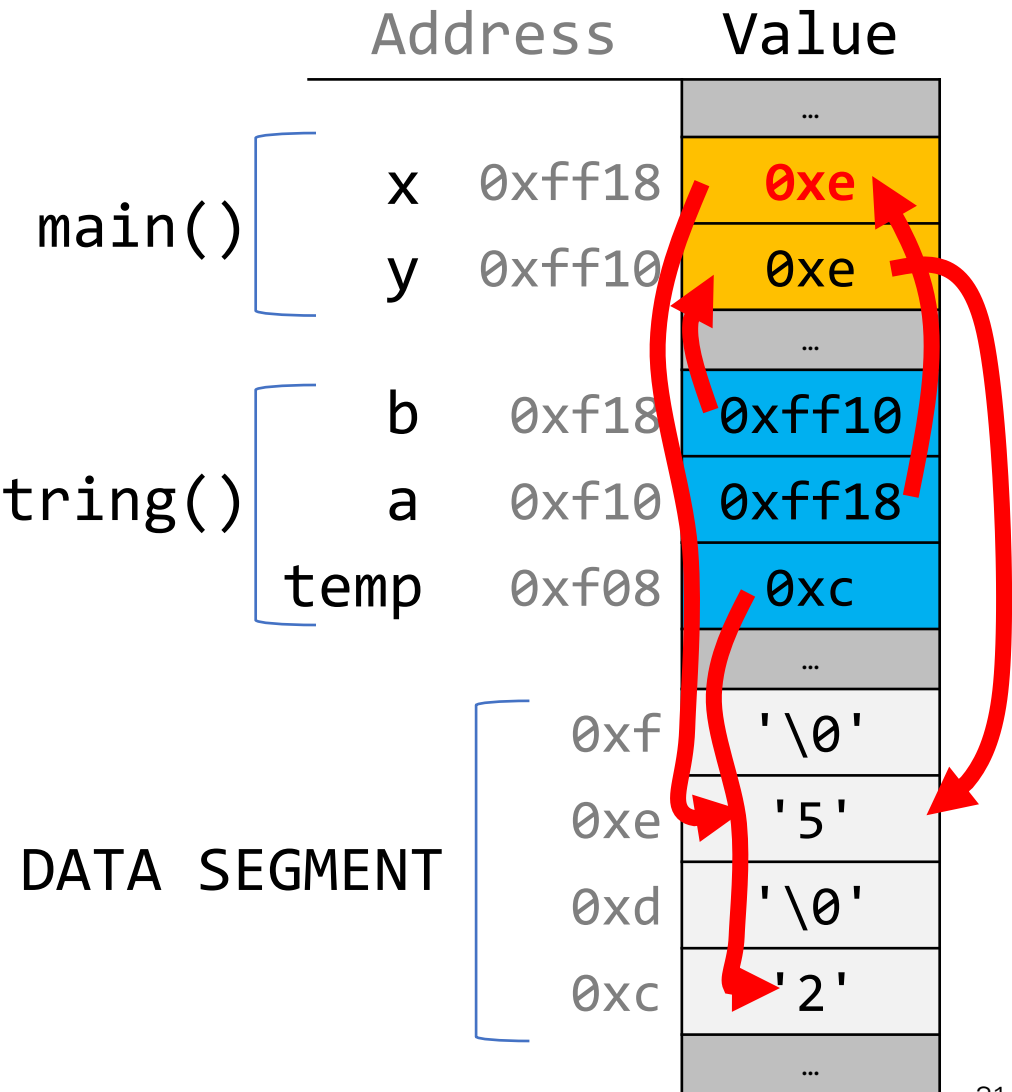 Address Value
…
x 0xff18 0xe
main()
y 0xff10 0xe
…
b 0xf18 0xff10
tring() a 0xf10 0xff18
temp 0xf08 0xc
…
0xf '\0'
0xe '5'
DATA SEGMENT
0xd '\0'
0xc '2'
…